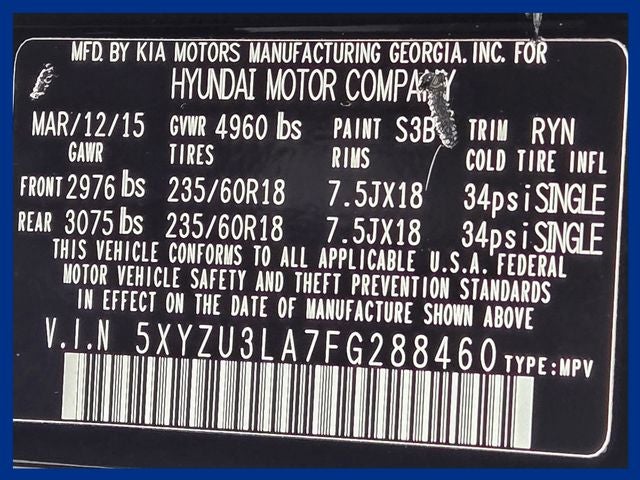 MFD. BY KIA MOTORS MANUFACTURING GEORGIA. INC. FOR
HYUNDAI MOTOR COMPANY
MAR/12/15 GVWR 4960 lbs PAINT S3B TRIM RYN
GAWR TIRES RIMS COLD TIRE INFL
FRONT 2976 lbs 235/60R18 7.5JX18 34psi SINGLE
REAR 3075 lbs 235/60R18 7.5JX18 34psi SINGLE
THIS VEHICLE CONFORMS TO ALL APPLICABLE U.S.A. FEDERAL
MOTOR VEHICLE SAFETY AND THEFT PREVENTION STANDARDS
IN EFFECT ON THE DATE OF MANUFACTURE SHOWN ABOVE
V.I.N 5XYZU3LA7FG288460 TYPE:MPV